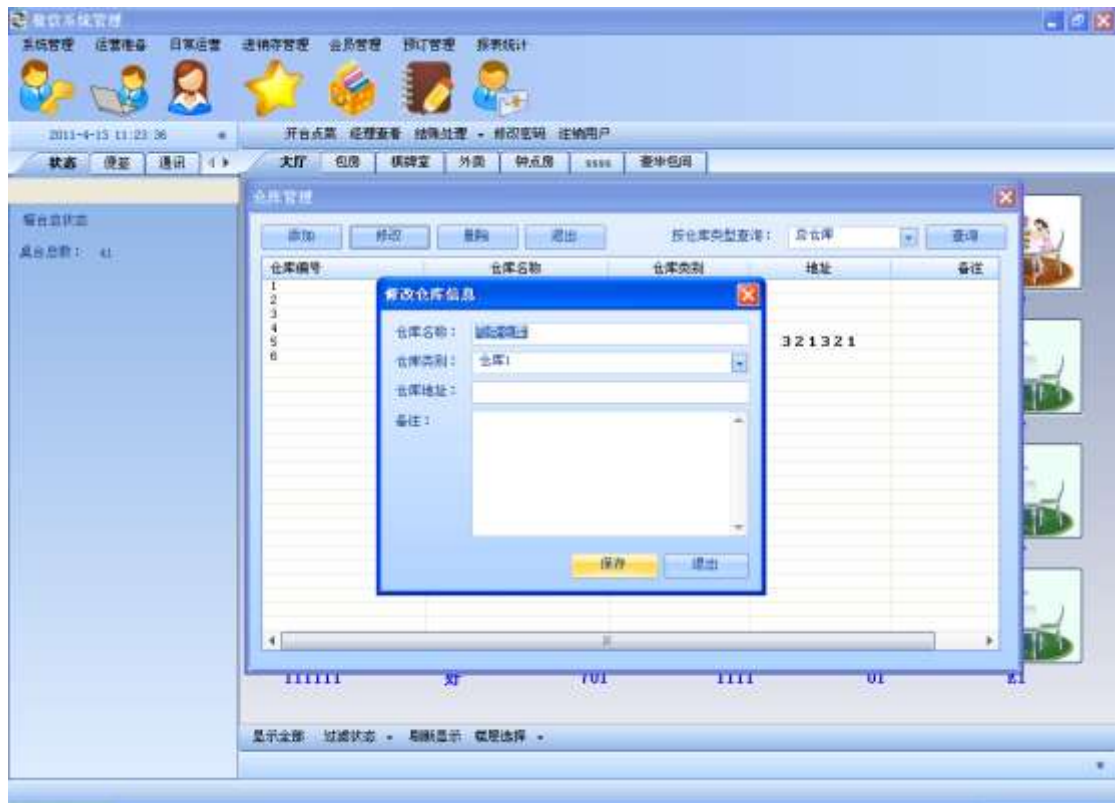 餐饮系统管理
系统管理 运营准备 日常运营 进销存管理 会员管理 预订管理 报表统计
2011-4-15 11:23:36 开台点菜 经理查看 结账处理 修改密码 注销用户
状态 便签 通讯 大厅 包房 棋牌室 外卖 钟点房 ssss 豪华包间
仓库管理
餐台总状态
桌台总数： 41
添加 修改 删除 退出 按仓库类型查询： 总仓库 查询
仓库编号 仓库名称 仓库类别 地址 备注
1
2
3
4
5 321321
6
修改仓库信息
仓库名称：
仓库类别： 仓库1
仓库地址：
备注：
保存 退出
显示全部 过滤状态 刷新显示 楼层选择